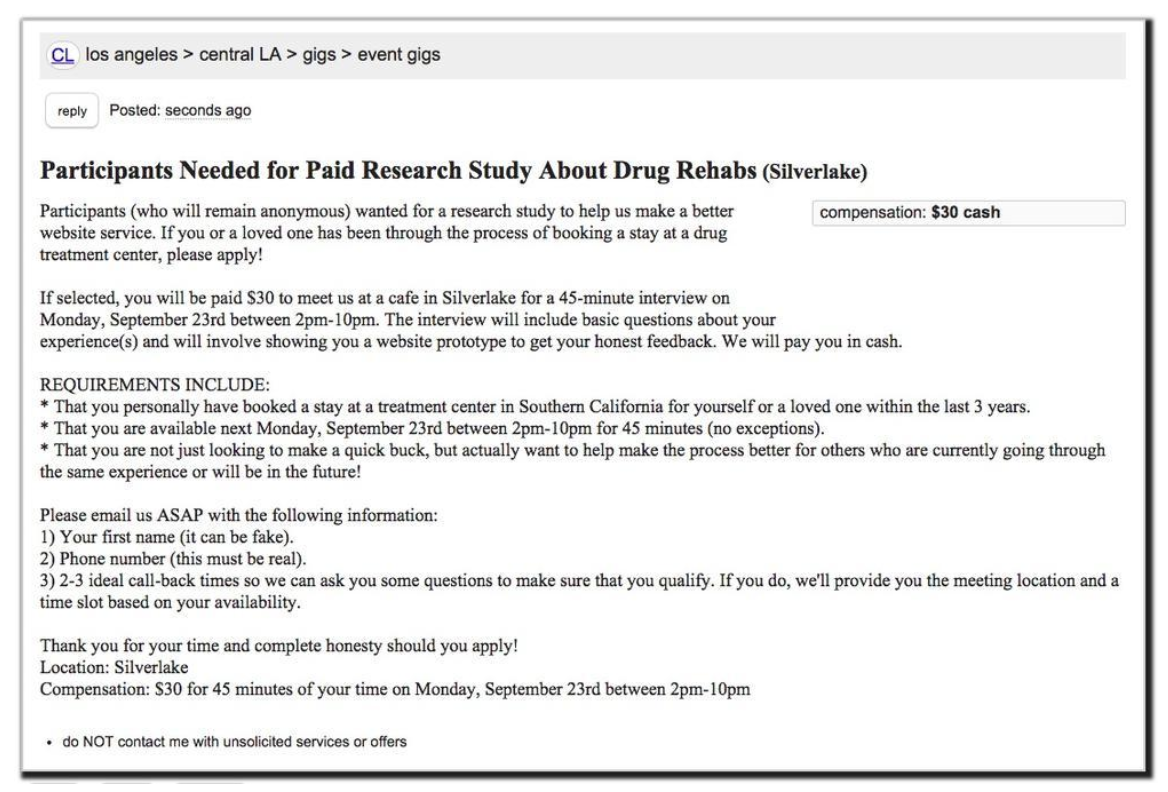 CL los angeles > central LA > gigs > event gigs
reply Posted: seconds ago
Participants Needed for Paid Research Study About Drug Rehabs (Silverlake)
Participants (who will remain anonymous) wanted for a research study to help us make a better
website service. If you or a loved one has been through the process of booking a stay at a drug
treatment center, please apply!
compensation: $30 cash
If selected, you will be paid $30 to meet us at a cafe in Silverlake for a 45-minute interview on
Monday, September 23rd between 2pm-10pm. The interview will include basic questions about your
experience(s) and will involve showing you a website prototype to get your honest feedback. We will pay you in cash.
REQUIREMENTS INCLUDE:
* That you personally have booked a stay at a treatment center in Southern California for yourself or a loved one within the last 3 years.
* That you are available next Monday, September 23rd between 2pm-10pm for 45 minutes (no exceptions).
* That you are not just looking to make a quick buck, but actually want to help make the process better for others who are currently going through
the same experience or will be in the future!
Please email us ASAP with the following information:
1) Your first name (it can be fake).
2) Phone number (this must be real).
3) 2-3 ideal call-back times so we can ask you some questions to make sure that you qualify. If you do, we'll provide you the meeting location and a
time slot based on your availability.
Thank you for your time and complete honesty should you apply!
Location: Silverlake
Compensation: $30 for 45 minutes of your time on Monday, September 23rd between 2pm-10pm
• do NOT contact me with unsolicited services or offers